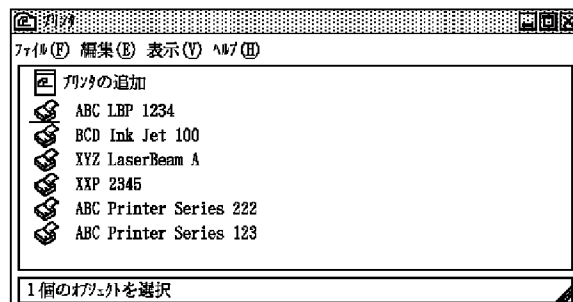 プリンタ
ファイル(F) 編集(E) 表示(V) ヘルプ(H)
プリンタの追加
ABC LBP 1234
BCD Ink Jet 100
XYZ LaserBeam A
XXP 2345
ABC Printer Series 222
ABC Printer Series 123
1個のオブジェクトを選択